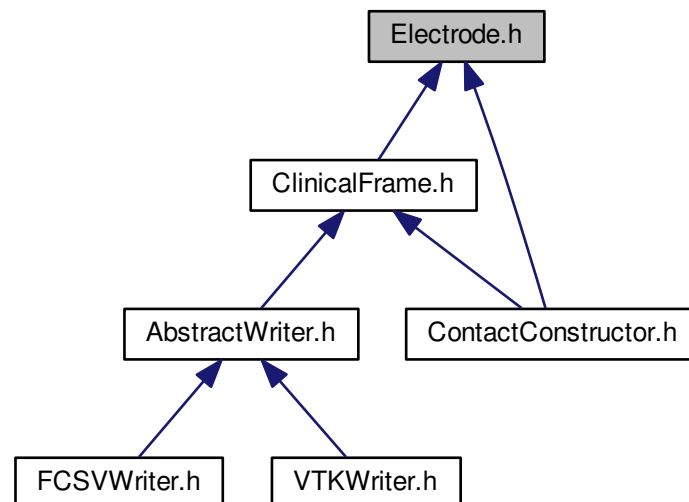 Electrode.h
ClinicalFrame.h
AbstractWriter.h
ContactConstructor.h
FCSVWriter.h
VTKWriter.h